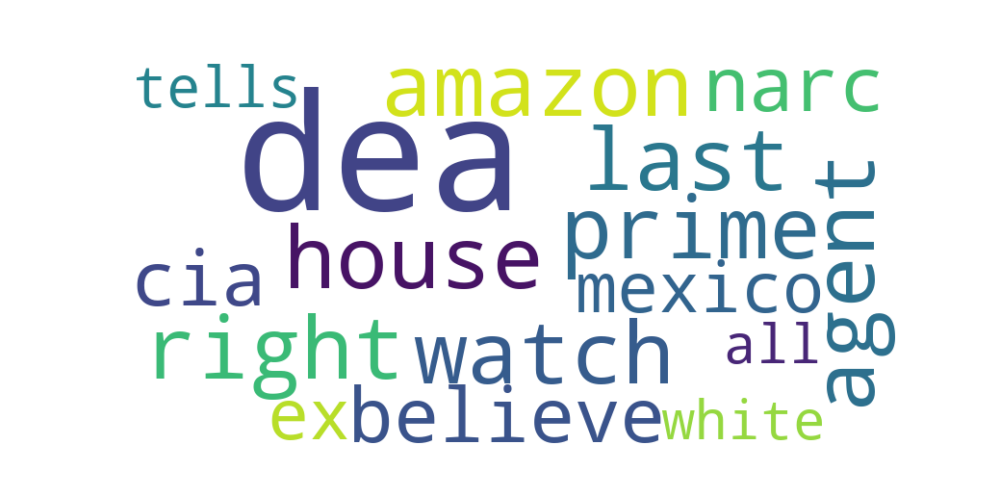 tells amazon narc
dea last
agent
prime
house
cia mexico
right watch all
ex believe white